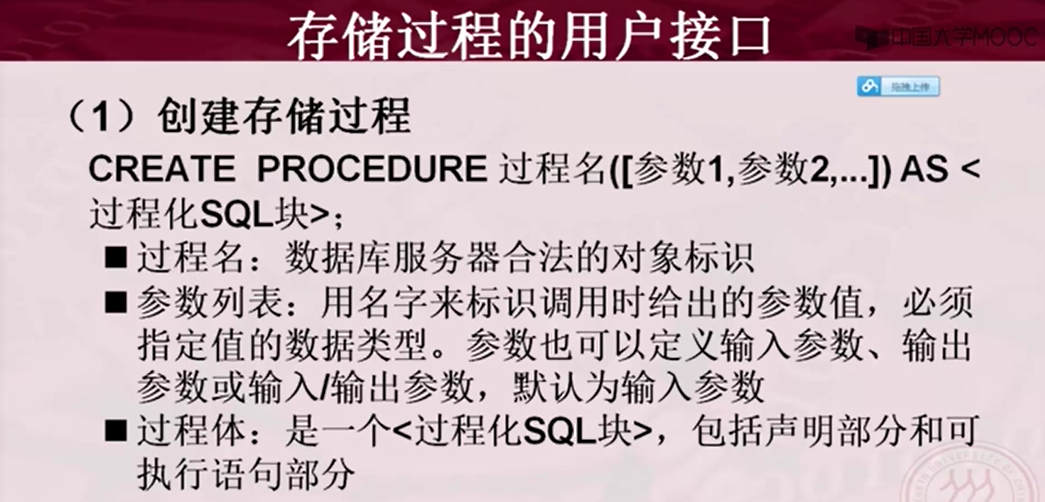 存储过程的用户接口
中国大学MOOC
拖拽上传
（1）创建存储过程
CREATE PROCEDURE 过程名([参数1,参数2,...]) AS <
过程化SQL块>；
■过程名：数据库服务器合法的对象标识
■参数列表：用名字来标识调用时给出的参数值，必须
指定值的数据类型。参数也可以定义输入参数、输出
参数或输入/输出参数，默认为输入参数
■过程体：是一个<过程化SQL块>，包括声明部分和可
执行语句部分